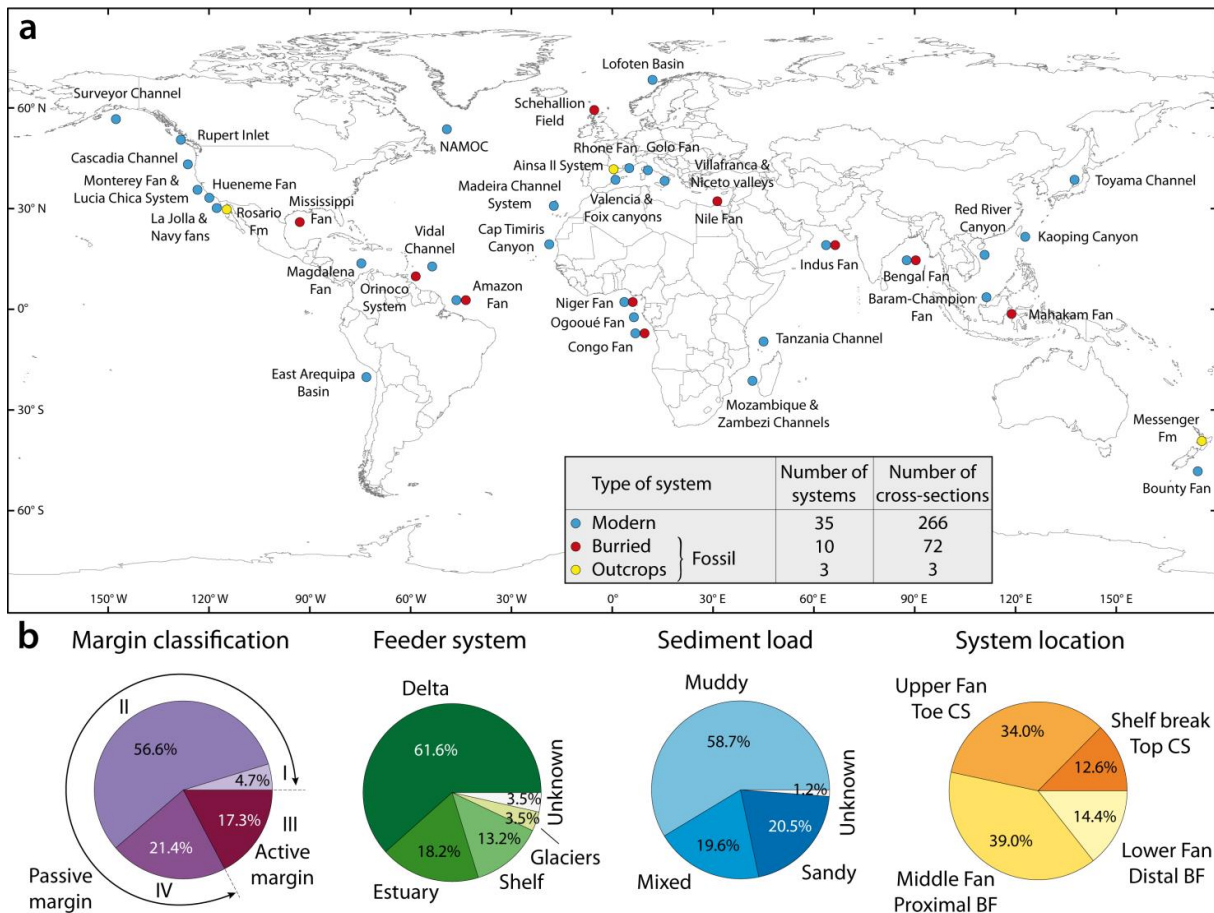 a
Lofoten Basin
60° N
Surveyor Channel
Schehallion
Field
Rupert Inlet
NAMOC
Rhone Fan
Golo Fan
Cascadia Channel
Ainsa II System
Villafranca &
Niceto valleys
Toyama Channel
Monterey Fan &
Lucia Chica System
Hueneme Fan
Mississippi
Fan
Madeira Channel
System
Valencia &
Foix canyons
30° N
La Jolla &
Navy fans
Rosario
Fm
Nile Fan
Red River
Canyon
Kaoping Canyon
Vidal
Channel
Cap Timiris
Canyon
Magdalena
Fan
Orinoco
System
Indus Fan
Bengal Fan
Amazon
Fan
Niger Fan
Baram-Champion
Fan
0°
Ogooué Fan
Mahakam Fan
Congo Fan
Tanzania Channel
East Arequipa
Basin
Mozambique &
Zambezi Channels
30° S
Messenger
Fm
Bounty Fan
60° S
Type of system
Number of
systems
Number of
cross-sections
Modern
35
266
Burried
10
72
Fossil
Outcrops
3
3
150° W
120° W
90° W
60° W
30° W
0°
30° E
60° E
90° E
120° E
150° E
b
Margin classification
II
56.6%
I
4.7%
III
17.3%
Active
margin
21.4%
IV
Passive
margin
Feeder system
Delta
61.6%
Unknown
3.5%
3.5%
Glaciers
13.2%
Shelf
18.2%
Estuary
Sediment load
Muddy
58.7%
Unknown
1.2%
20.5%
Sandy
19.6%
Mixed
System location
Upper Fan
Toe CS
34.0%
Shelf break
Top CS
12.6%
14.4%
Lower Fan
Distal BF
39.0%
Middle Fan
Proximal BF